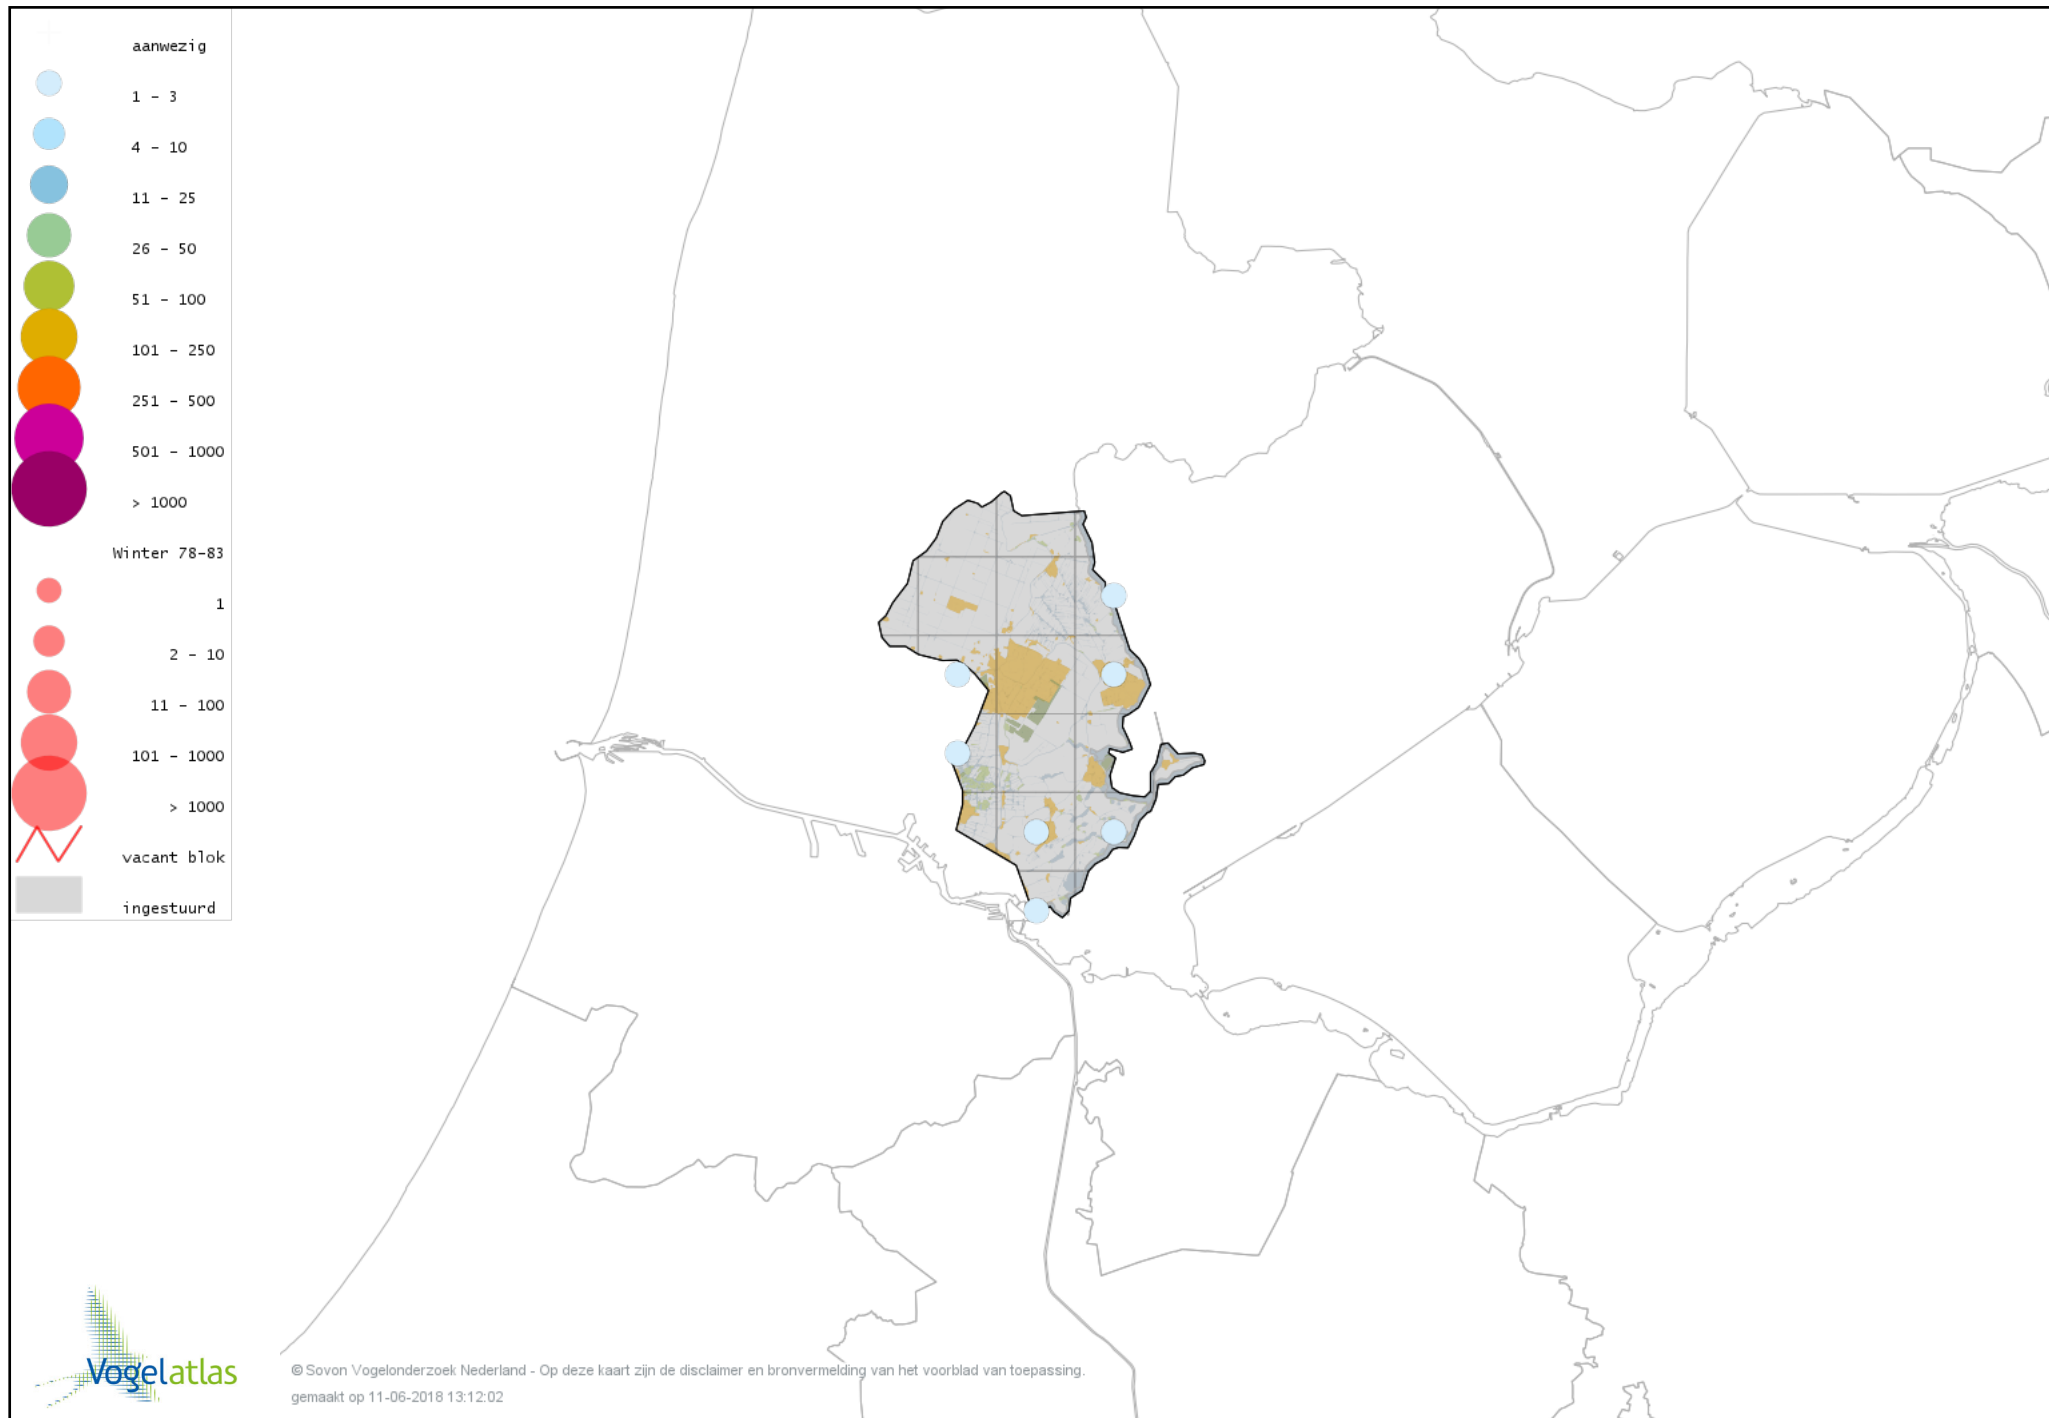 aanwezig
1 - 3
4 - 10
11 - 25
26 - 50
51 - 100
101 - 250
251 - 500
501 - 1000
> 1000
Winter 78-83
1
2 - 10
11 - 100
101 - 1000
> 1000
vacant blok
ingestuurd
Vogelatlas
© Sovon Vogelonderzoek Nederland - Op deze kaart zijn de disclaimer en bronvermelding van het voorblad van toepassing.
gemaakt op 11-06-2018 13:12:02